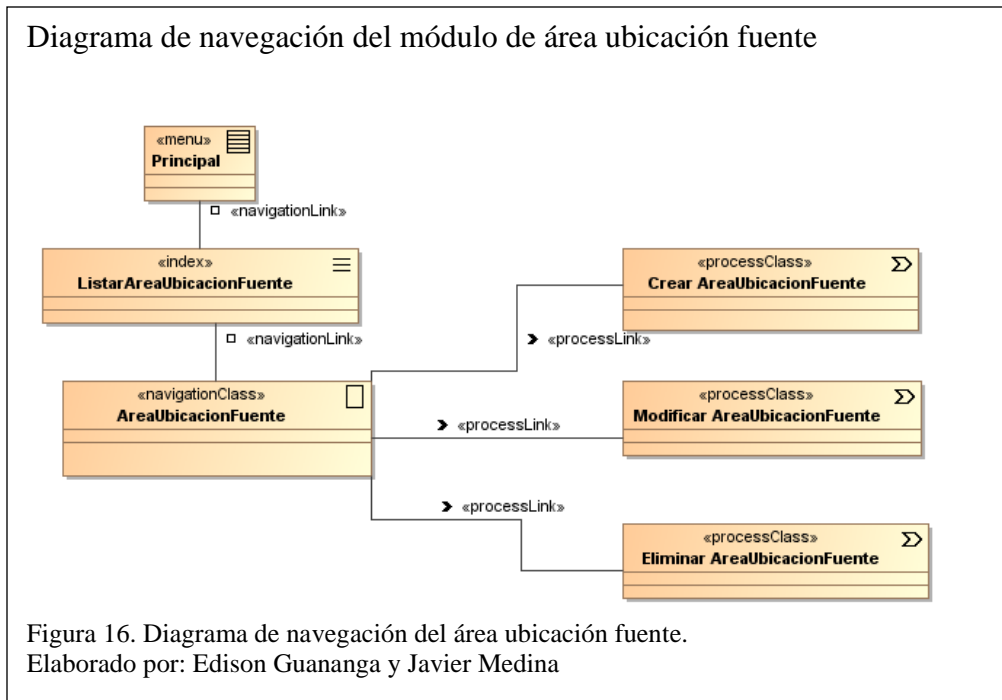 Diagrama de navegación del módulo de área ubicación fuente
«menu»
Principal
«navigationLink»
«index»
ListarAreaUbicacionFuente
«navigationLink»
«navigationClass»
AreaUbicacionFuente
«processClass»
Crear AreaUbicacionFuente
«processLink»
«processClass»
Modificar AreaUbicacionFuente
«processLink»
«processClass»
Eliminar AreaUbicacionFuente
«processLink»
Figura 16. Diagrama de navegación del área ubicación fuente.
Elaborado por: Edison Guananga y Javier Medina